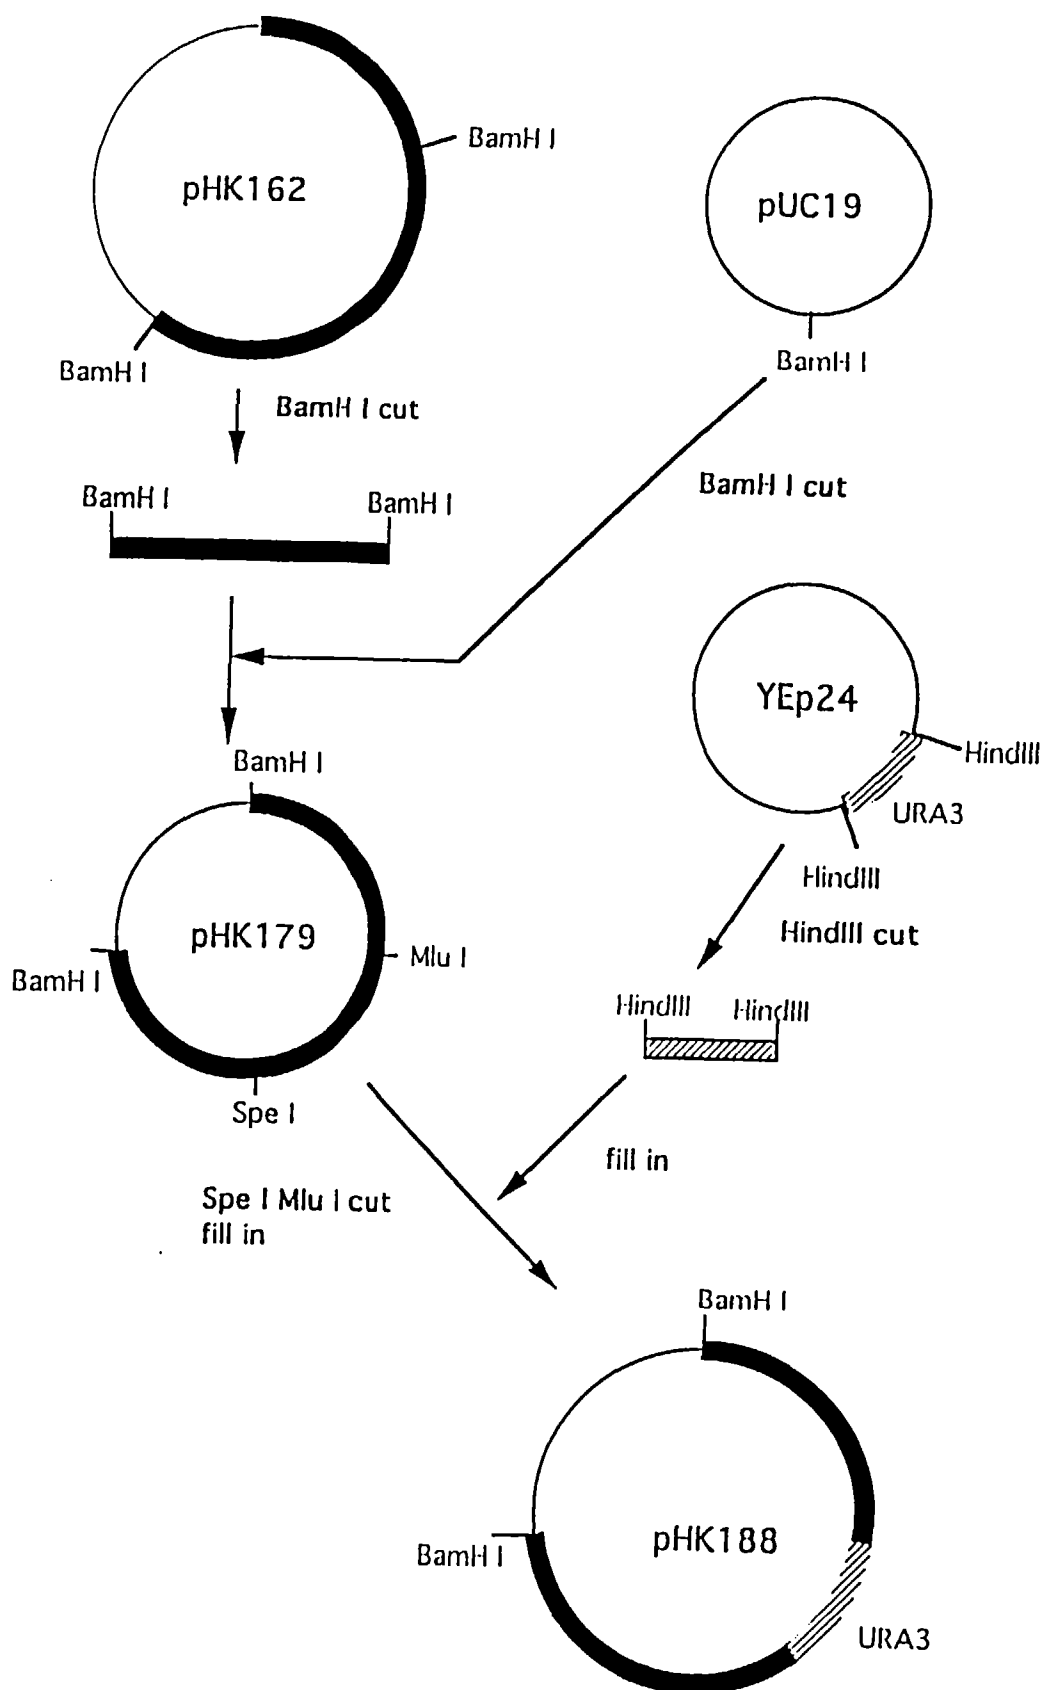 BamH I
pHK162
pUC19
BamH I
BamH I
BamH I cut
BamH I
BamH I
BamH I cut
YEp24
HindIII
URA3
HindIII
HindIII cut
BamH I
pHK179
Mlu I
BamH I
Spe I
HindIII
HindIII
fill in
Spe I Mlu I cut
fill in
BamH I
pHK188
BamH I
URA3